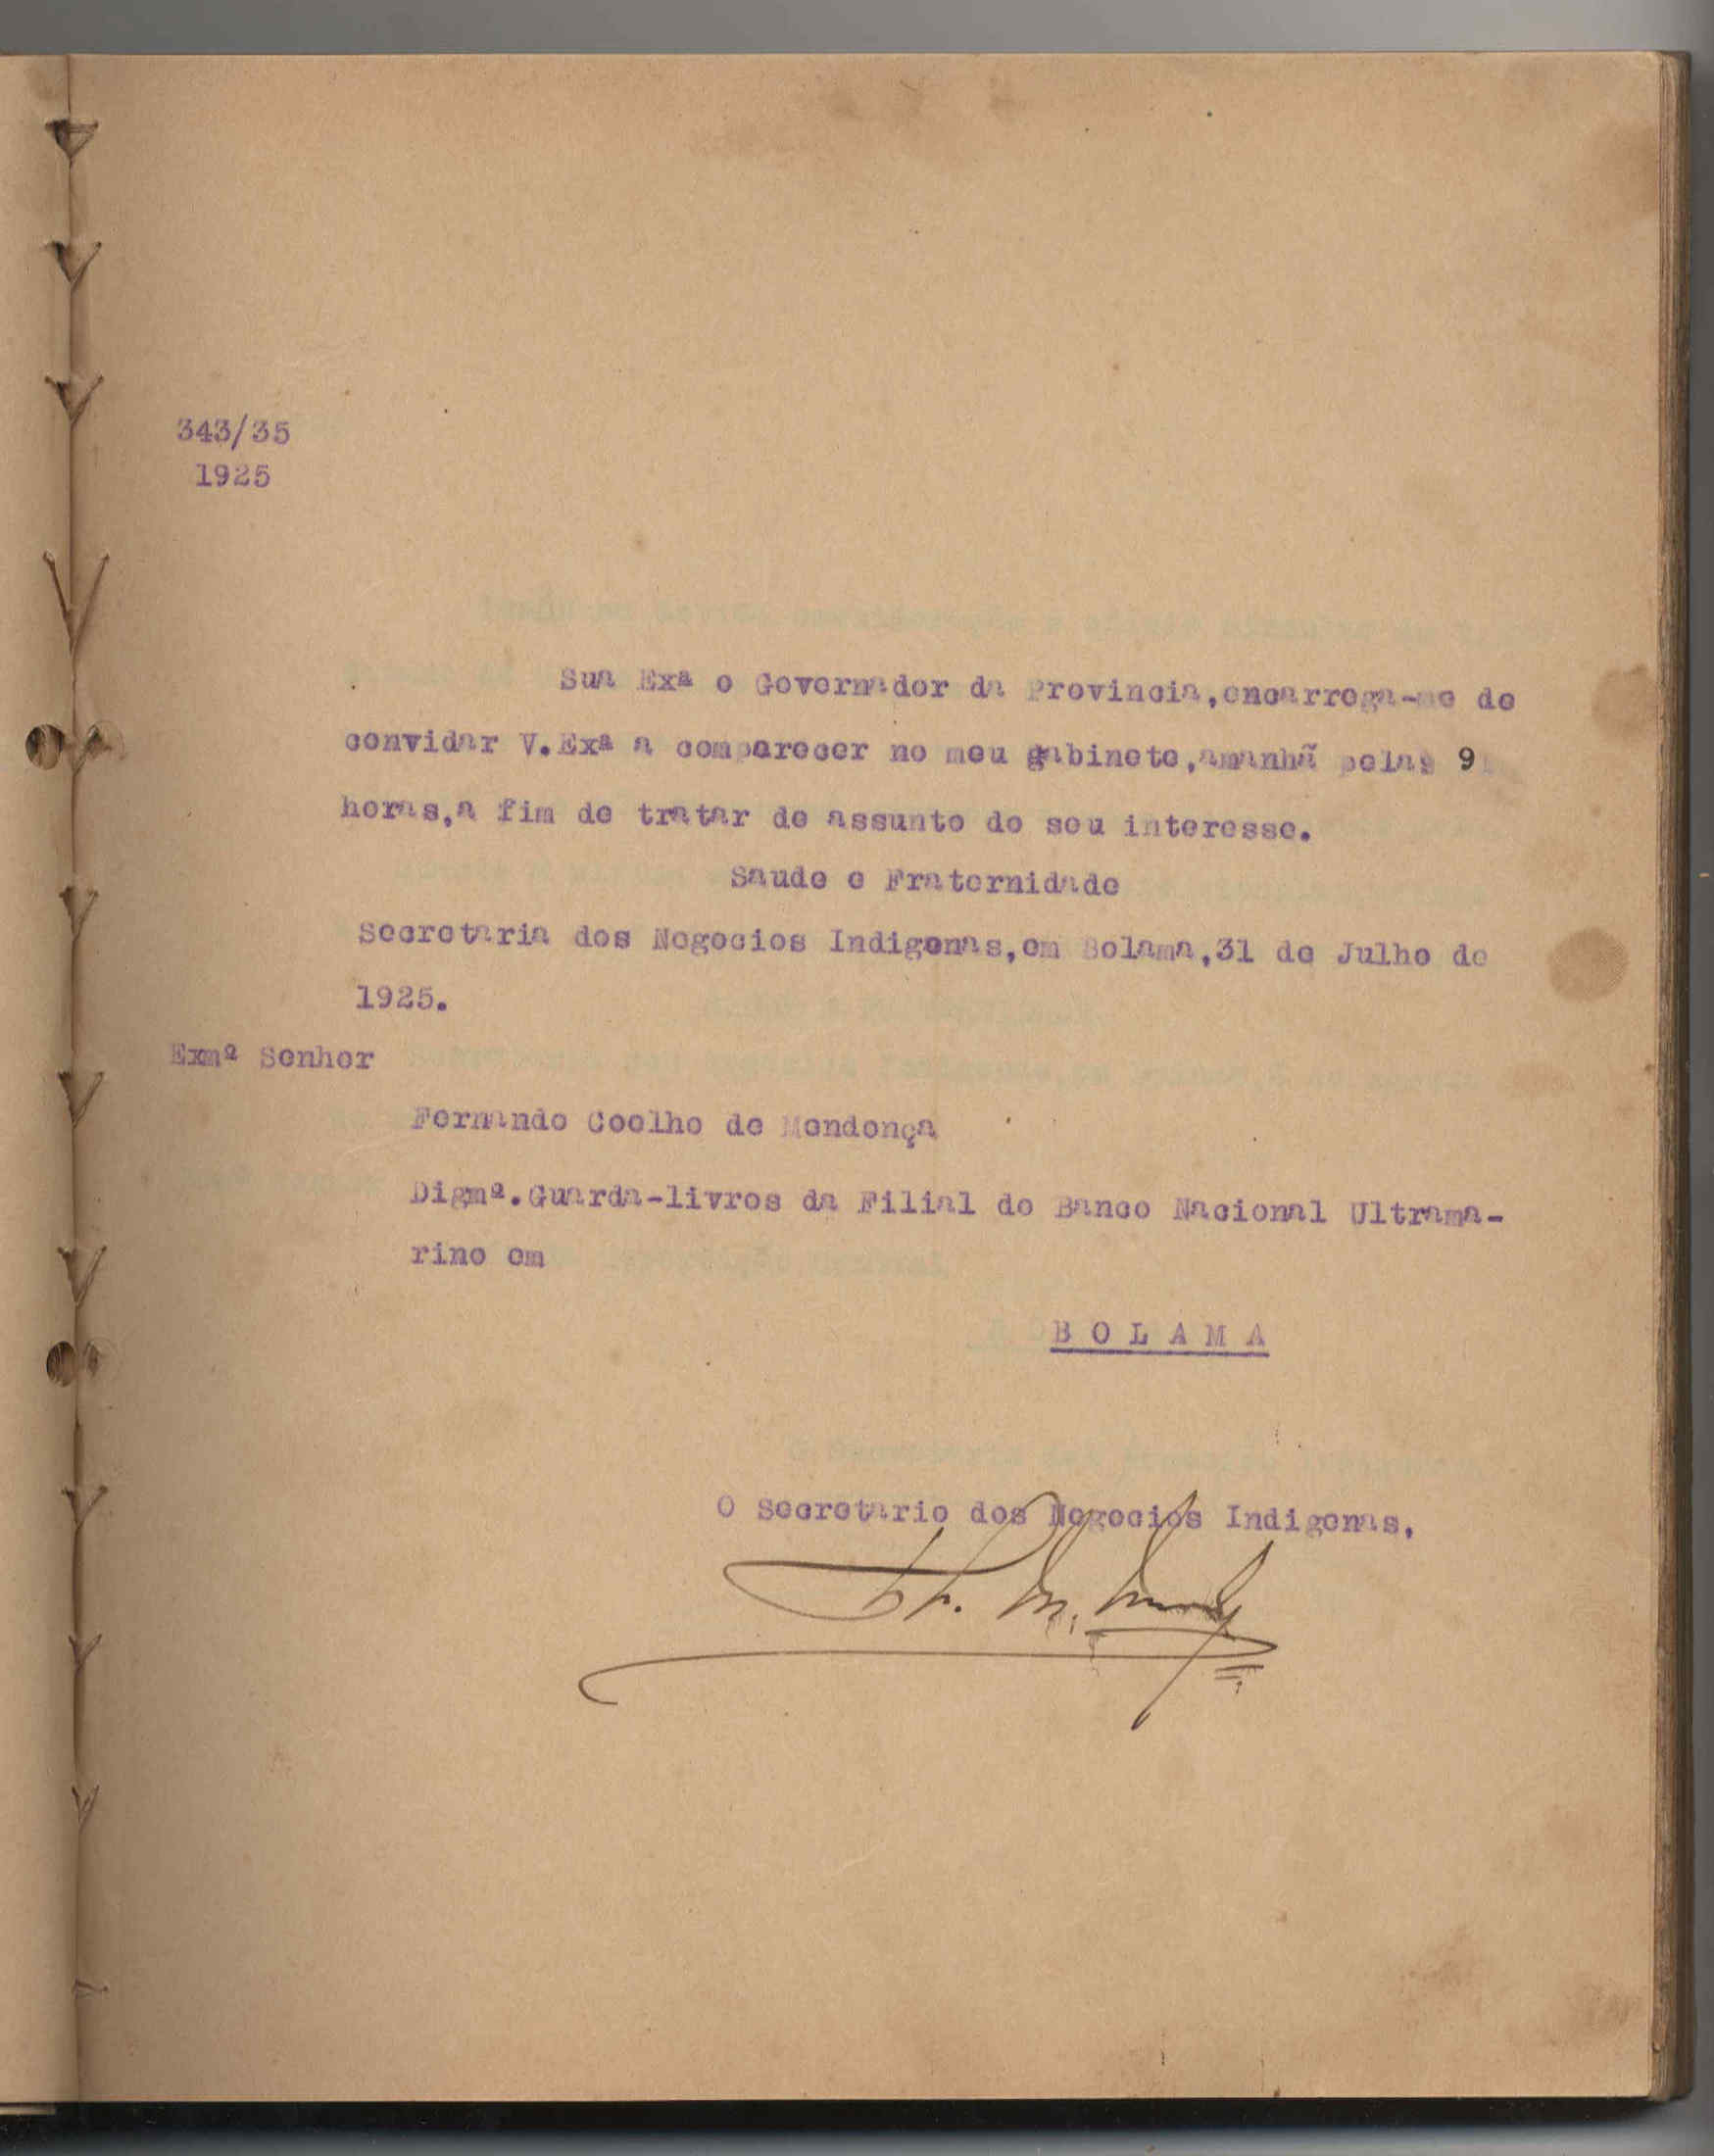 343/35
1925
Sua Exª o Governador da Provincia,encarrega-me de
convidar V.Exª a comparecer no meu gabinete,amanhã pelas 9
horas,a fim de tratar de assunto do seu interesse.
Saude e Fraternidade
Secretaria dos Negocios Indigenas,em Bolama,31 de Julho de
1925.
Exmº Senhor
Fernando Coelho de Mendonça
Digmº.Guarda-livros da Filial do Banco Nacional Ultrama-
rino em
B O L A M A
O Secretario dos Negocios Indigenas,